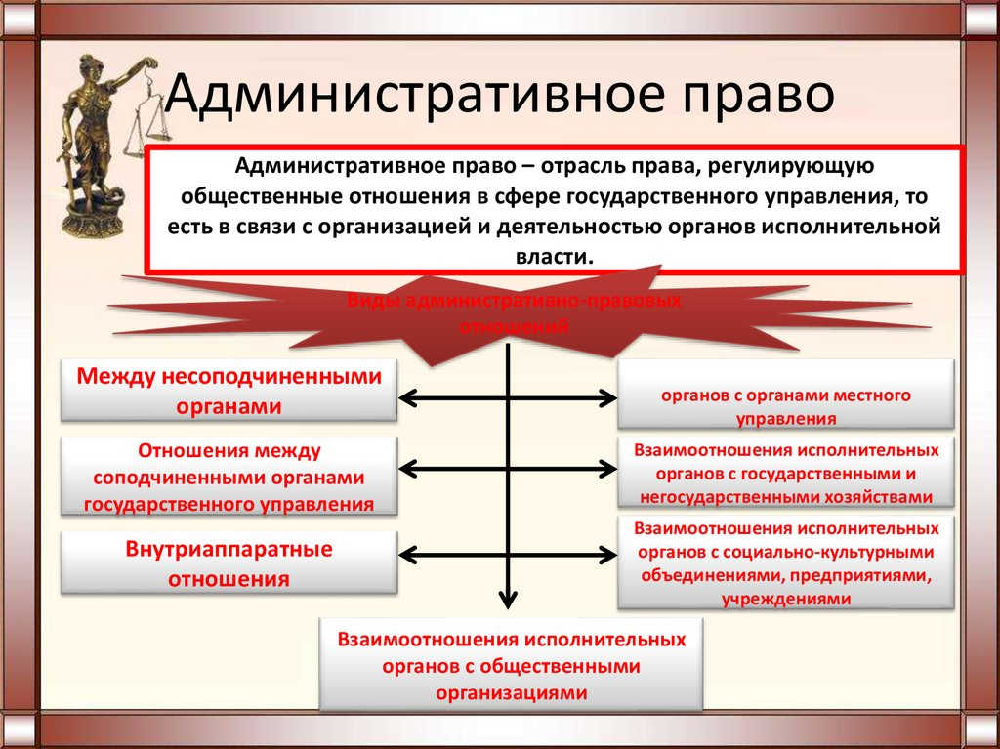 Административное право
Административное право – отрасль права, регулирующую
общественные отношения в сфере государственного управления, то
есть в связи с организацией и деятельностью органов исполнительной
власти.
Виды административно-правовых
отношений
Между несоподчиненными
органами
Отношения между
соподчиненными органами
государственного управления
Внутриаппаратные
отношения
органов с органами местного
управления
Взаимоотношения исполнительных
органов с государственными и
негосударственными хозяйствами
Взаимоотношения исполнительных
органов с социально-культурными
объединениями, предприятиями,
учреждениями
Взаимоотношения исполнительных
органов с общественными
организациями